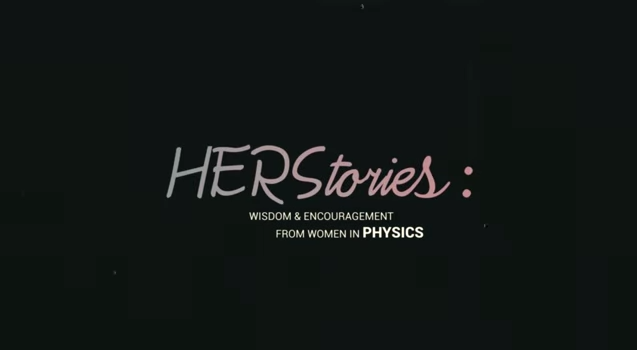 HERStories :
WISDOM & ENCOURAGEMENT
FROM WOMEN IN PHYSICS